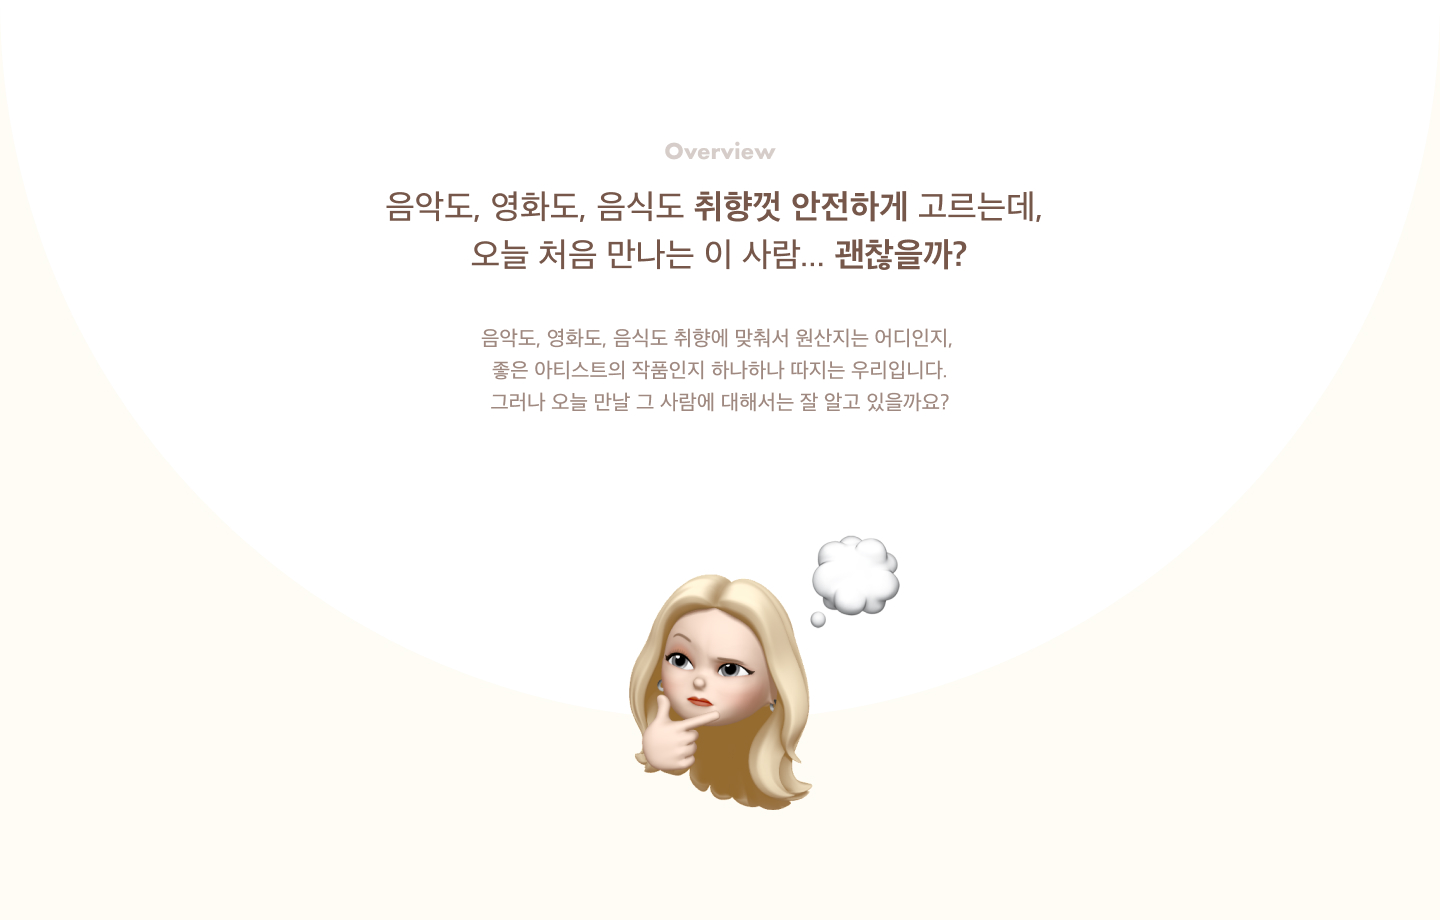 Overview
음악도, 영화도, 음식도 취향껏 안전하게 고르는데,
오늘 처음 만나는 이 사람... 괜찮을까?
음악도, 영화도, 음식도 취향에 맞춰서 원산지는 어디인지,
좋은 아티스트의 작품인지 하나하나 따지는 우리입니다.
그러나 오늘 만날 그 사람에 대해서는 잘 알고 있을까요?